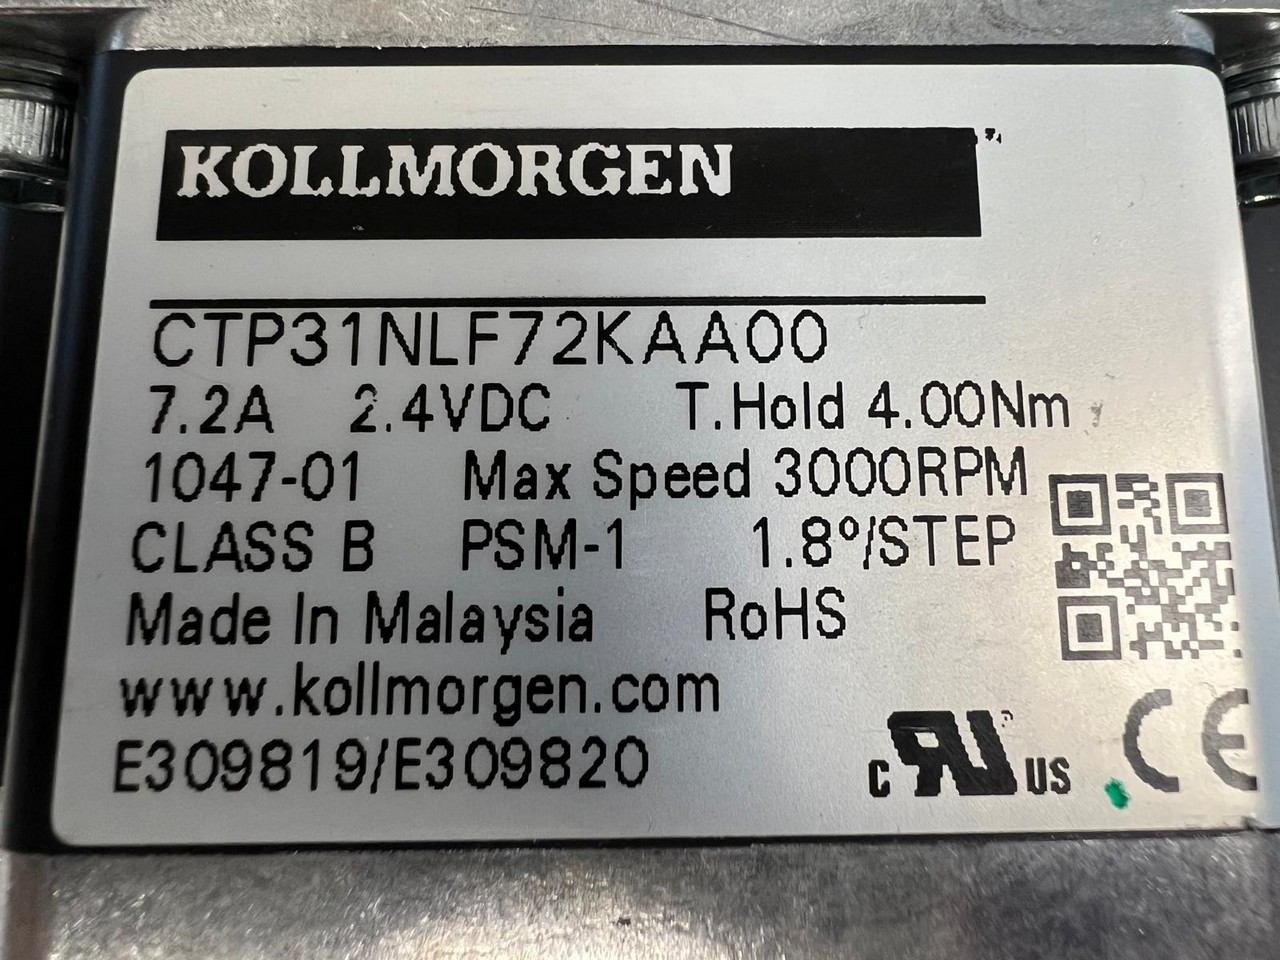 KOLLMORGEN
CTP31NLF72KAA00
7.2A 2.4VDC T.Hold 4.00Nm
1047-01 Max Speed 3000RPM
CLASS B PSM-1 1.8°/STEP
Made In Malaysia RoHS
www.kollmorgen.com
E309819/E309820
c RU US CE